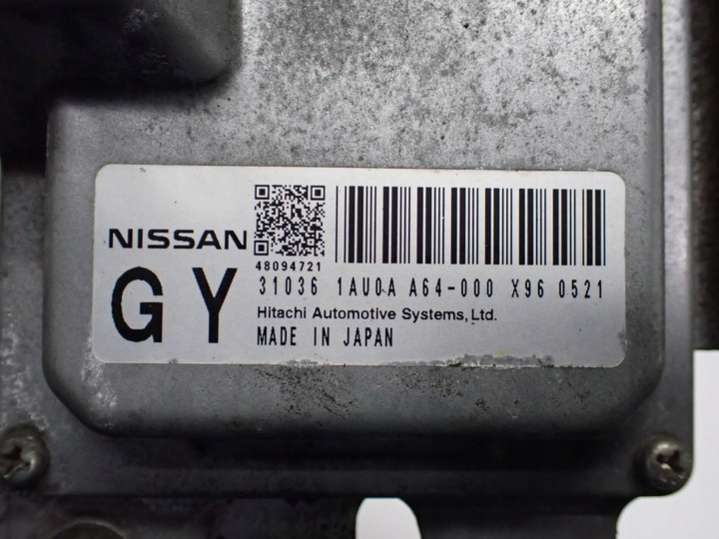 NISSAN
48094721
GY
31036 1AU0A A64-000 X96 0521
Hitachi Automotive Systems, Ltd.
MADE IN JAPAN